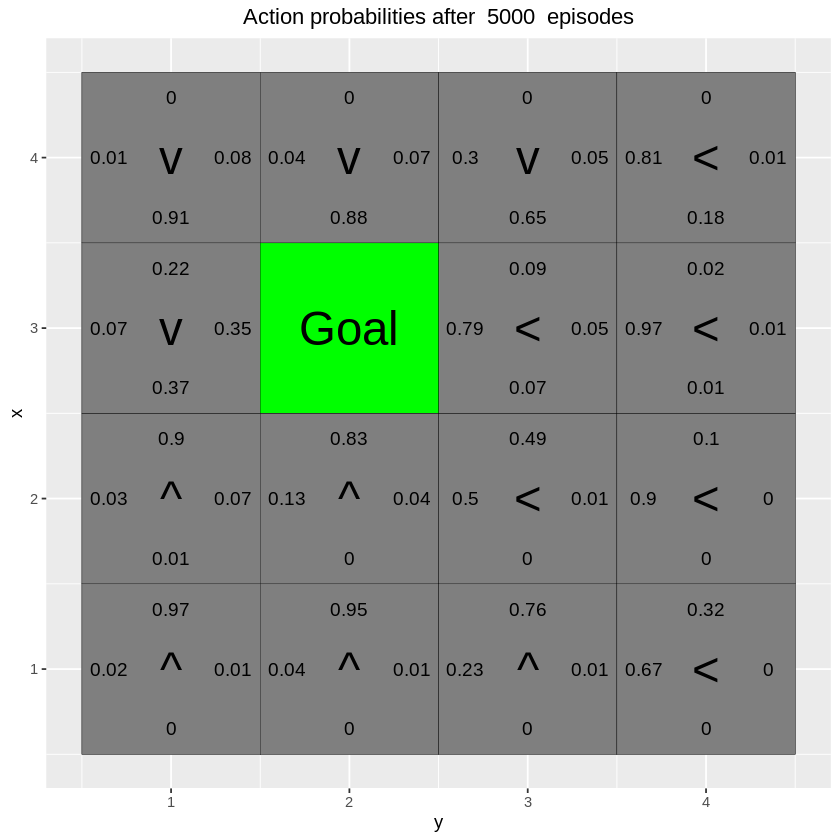 Action probabilities after  5000  episodes
0 0 0 0
4 0.01 v 0.08 0.04 v 0.07 0.3 v 0.05 0.81 < 0.01
0.91 0.88 0.65 0.18
0.22 0.09 0.02
3 0.07 v 0.35 Goal 0.79 < 0.05 0.97 < 0.01
0.37 0.07 0.01
x
0.9 0.83 0.49 0.1
2 0.03 ^ 0.07 0.13 ^ 0.04 0.5 < 0.01 0.9 < 0
0.01 0 0 0
0.97 0.95 0.76 0.32
1 0.02 ^ 0.01 0.04 ^ 0.01 0.23 ^ 0.01 0.67 < 0
0 0 0 0
1 2 3 4
y